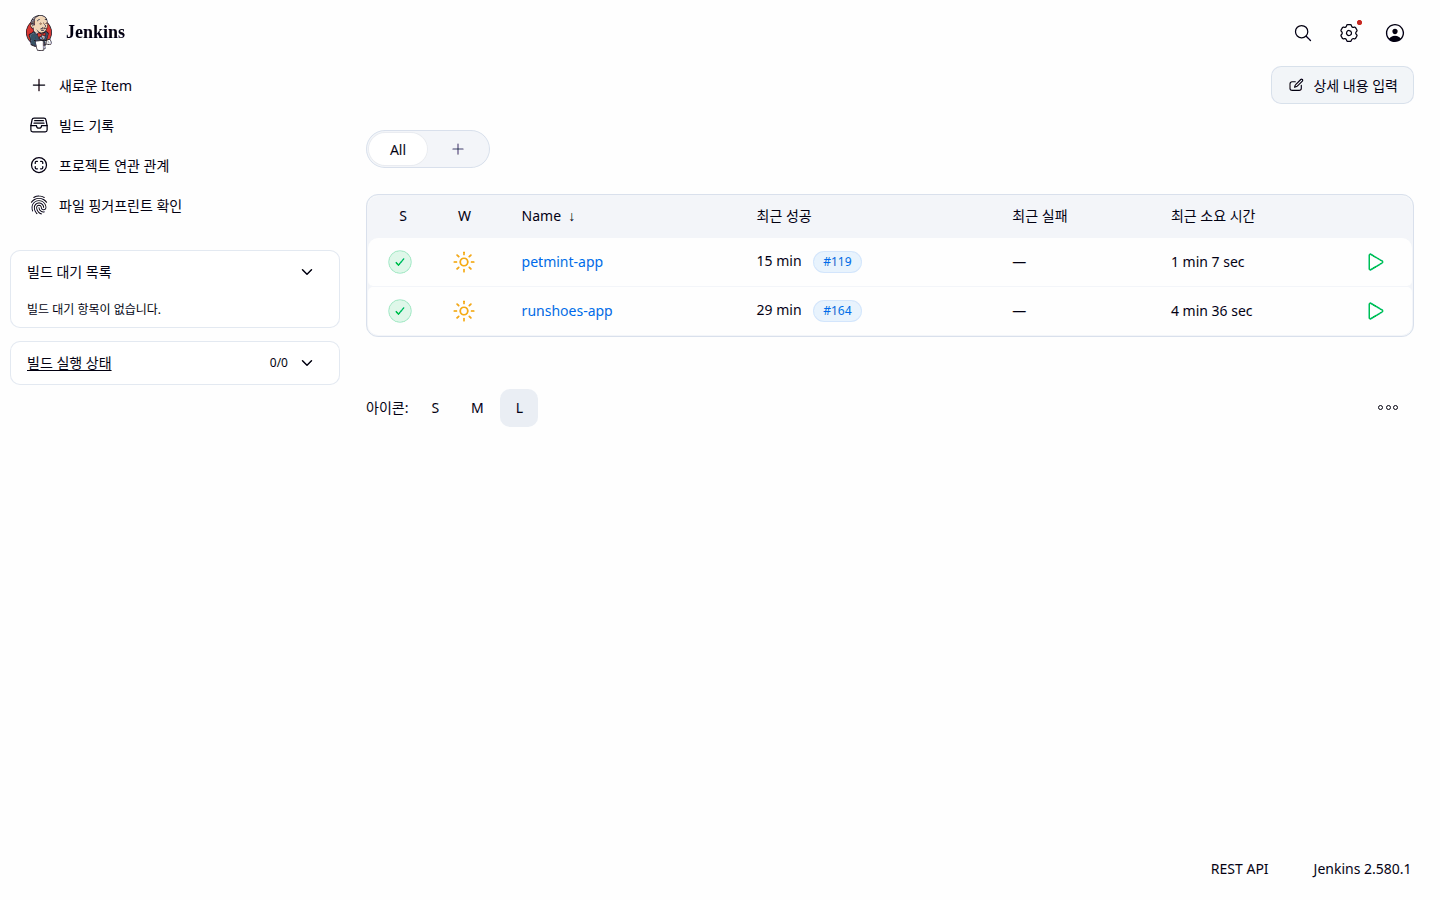 Jenkins
새로운 Item
상세 내용 입력
빌드 기록
All
프로젝트 연관 관계
파일 핑거프린트 확인
S W Name ↓ 최근 성공 최근 실패 최근 소요 시간
petmint-app 15 min #119 — 1 min 7 sec
runshoes-app 29 min #164 — 4 min 36 sec
빌드 대기 목록
빌드 대기 항목이 없습니다.
빌드 실행 상태 0/0
아이콘: S M L
REST API Jenkins 2.580.1